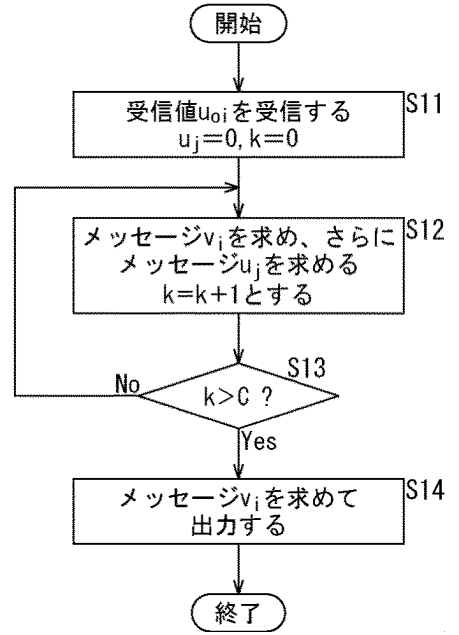 開始
受信値u₀ᵢを受信する
uⱼ=0,k=0
S11
メッセージvᵢを求め、さらに
メッセージuⱼを求める
k=k+1とする
S12
S13
k>C ?
No
Yes
メッセージvᵢを求めて
出力する
S14
終了